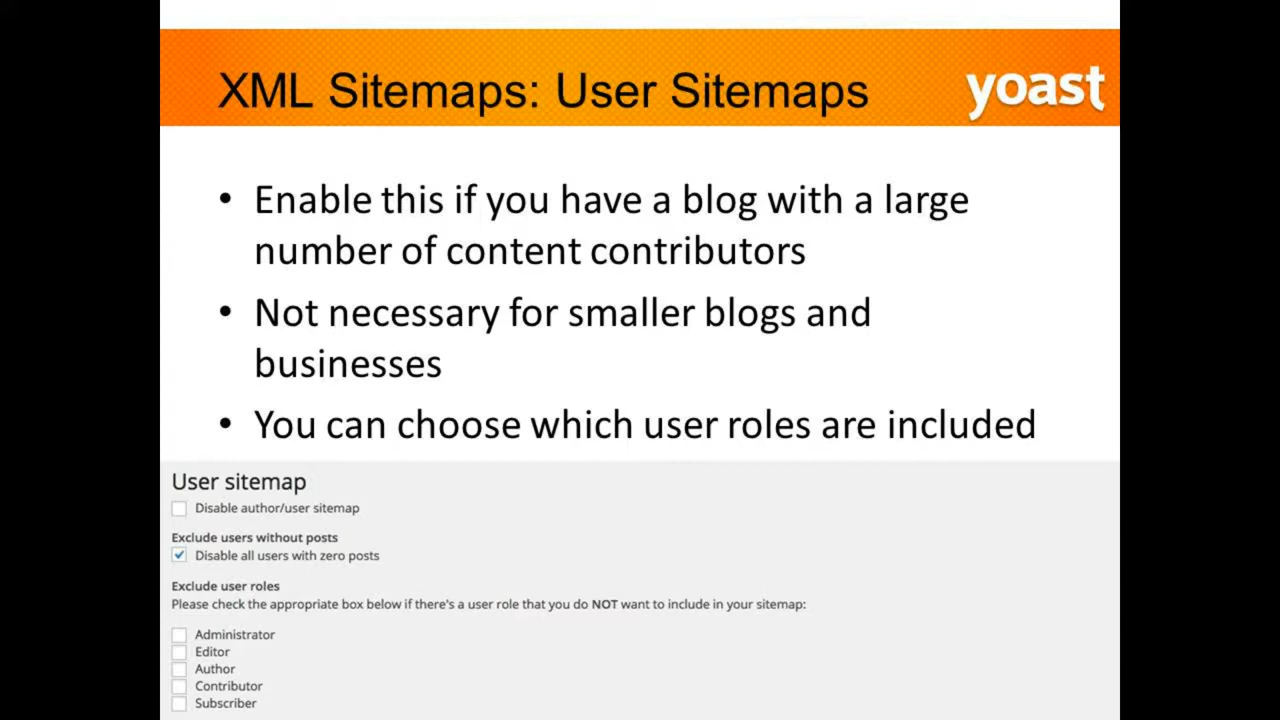 XML Sitemaps: User Sitemaps
yoast
• Enable this if you have a blog with a large
number of content contributors
• Not necessary for smaller blogs and
businesses
• You can choose which user roles are included
User sitemap
Disable author/user sitemap
Exclude users without posts
Disable all users with zero posts
Exclude user roles
Please check the appropriate box below if there's a user role that you do NOT want to include in your sitemap:
Administrator
Editor
Author
Contributor
Subscriber